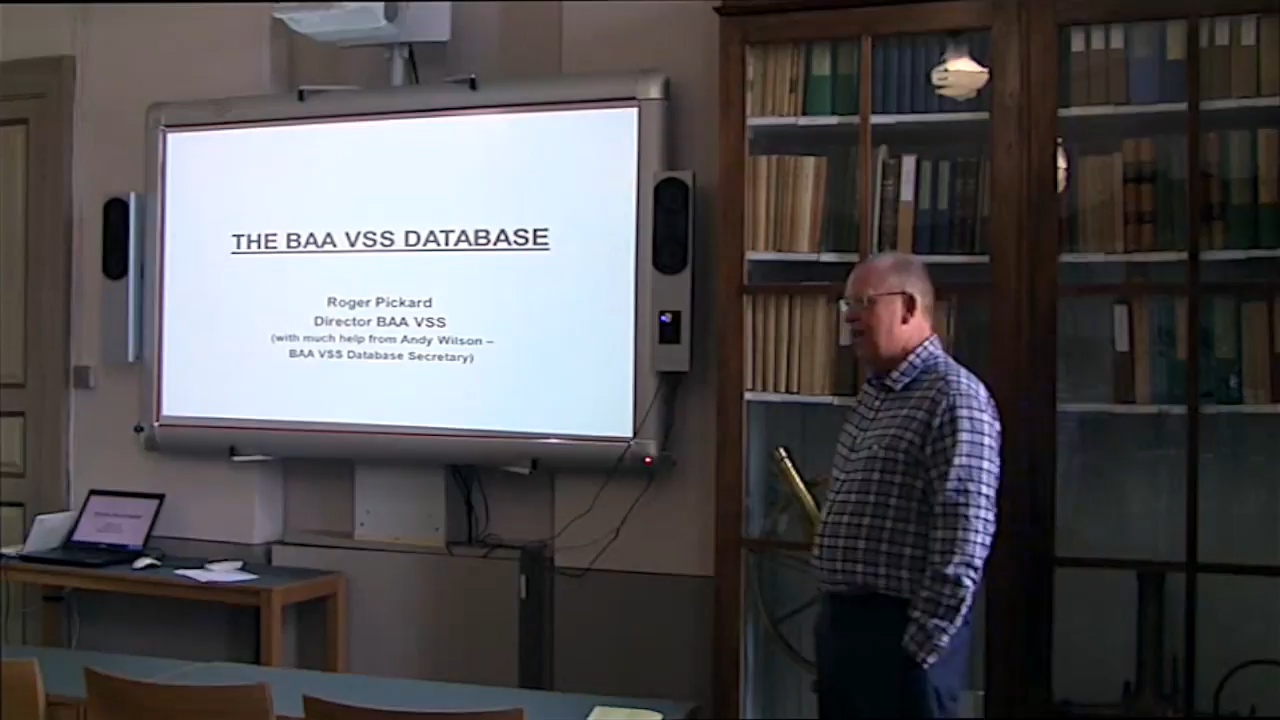 THE BAA VSS DATABASE
Roger Pickard
Director BAA VSS
(with much help from Andy Wilson –
BAA VSS Database Secretary)